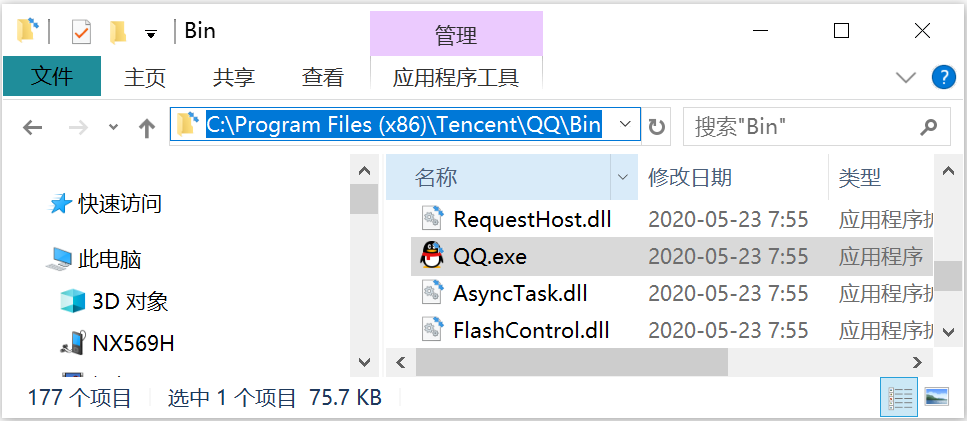 Bin
管理
文件
主页
共享
查看
应用程序工具
C:\Program Files (x86)\Tencent\QQ\Bin
搜索"Bin"
快速访问
此电脑
3D 对象
NX569H
名称 修改日期 类型
RequestHost.dll 2020-05-23 7:55 应用程序扩
QQ.exe 2020-05-23 7:55 应用程序
AsyncTask.dll 2020-05-23 7:55 应用程序扩
FlashControl.dll 2020-05-23 7:55 应用程序扩
177 个项目 选中 1 个项目 75.7 KB